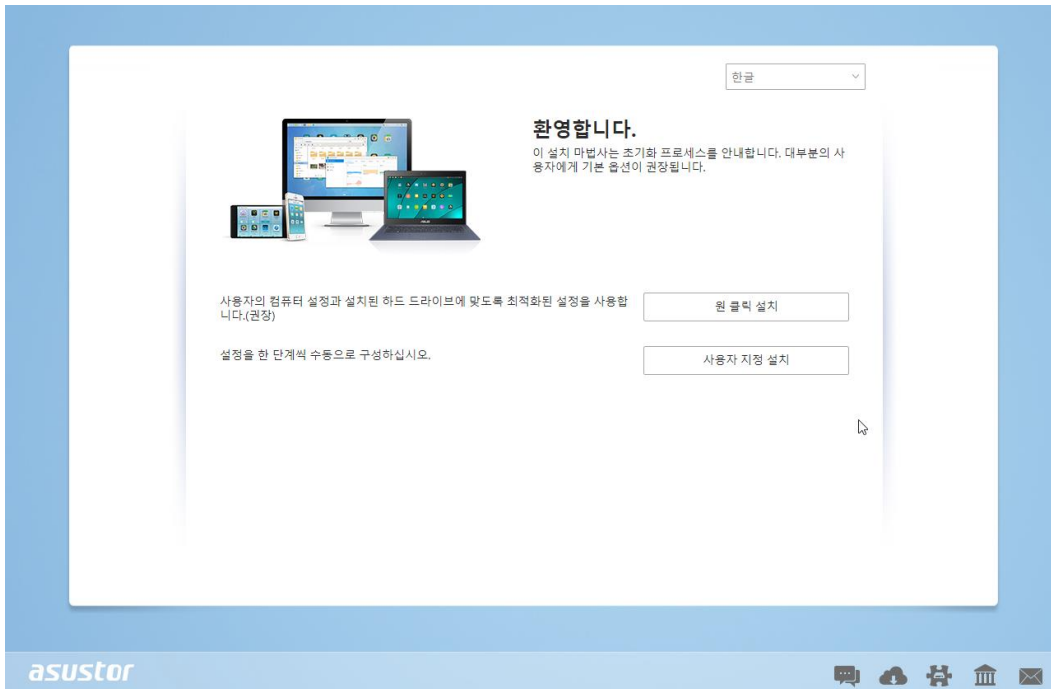 한글
환영합니다.
이 설치 마법사는 초기화 프로세스를 안내합니다. 대부분의 사
용자에게 기본 옵션이 권장됩니다.
사용자의 컴퓨터 설정과 설치된 하드 드라이브에 맞도록 최적화된 설정을 사용합
니다.(권장)
원 클릭 설치
설정을 한 단계씩 수동으로 구성하십시오.
사용자 지정 설치
asustor